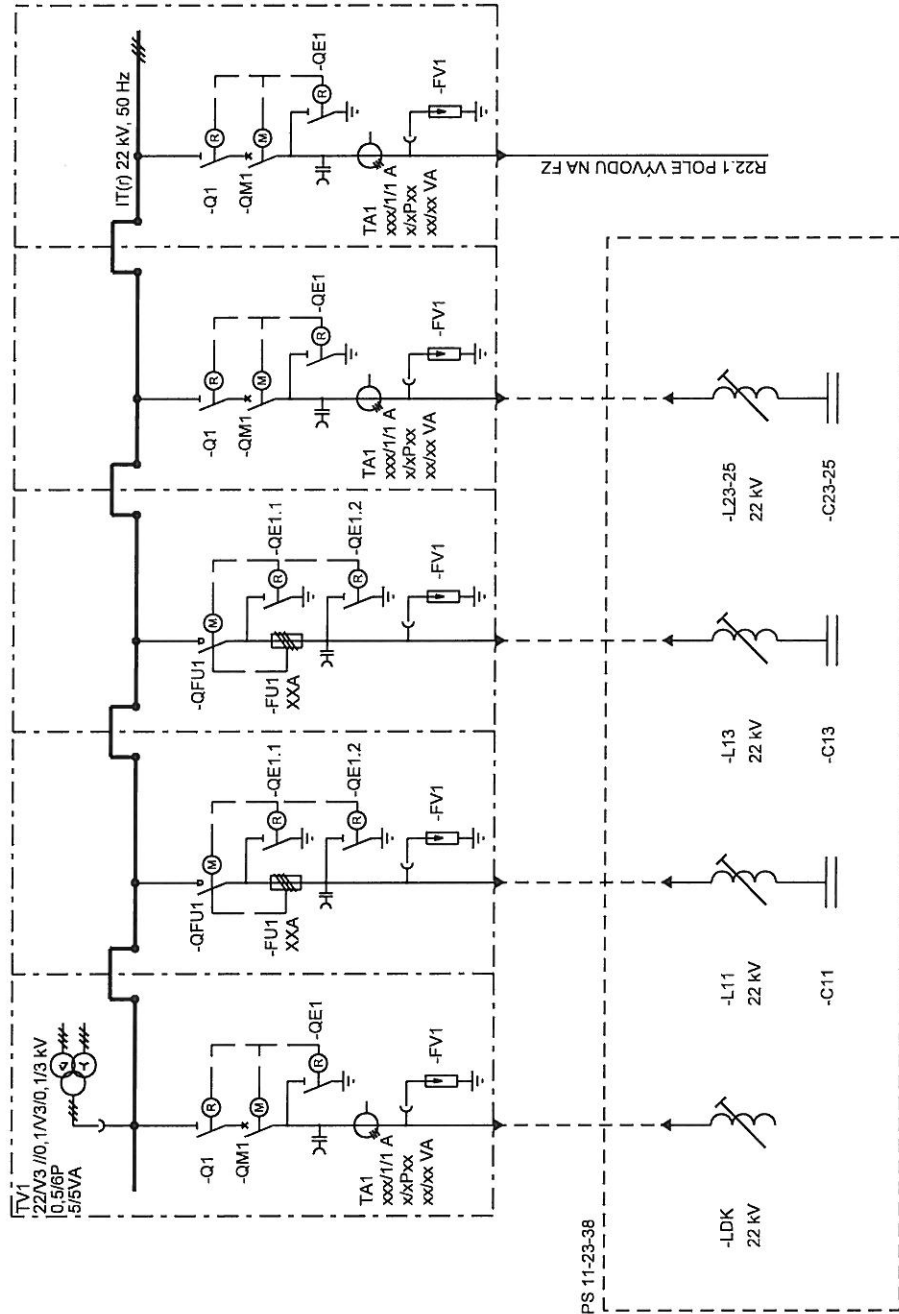 TV1
22/√3 //0,1/√3/0,1/3 kV
0,5/6P
5/5VA
IT(r) 22 kV, 50 Hz
-Q1
R
-QM1
M
R
-QE1
TA1
xxx/1/1 A
x/xPxx
xx/xx VA
-FV1
-QFU1
M
-FU1
XXA
R
-QE1.1
R
-QE1.2
-FV1
-QFU1
M
-FU1
XXA
R
-QE1.1
R
-QE1.2
-FV1
-Q1
R
-QM1
M
R
-QE1
TA1
xxx/1/1 A
x/xPxx
xx/xx VA
-FV1
-Q1
R
-QM1
M
R
-QE1
TA1
xxx/1/1 A
x/xPxx
xx/xx VA
-FV1
R22.1 POLE VÝVODU NA FZ
PS 11-23-38
-LDK
22 kV
-L11
22 kV
-C11
-L13
22 kV
-C13
-L23-25
22 kV
-C23-25